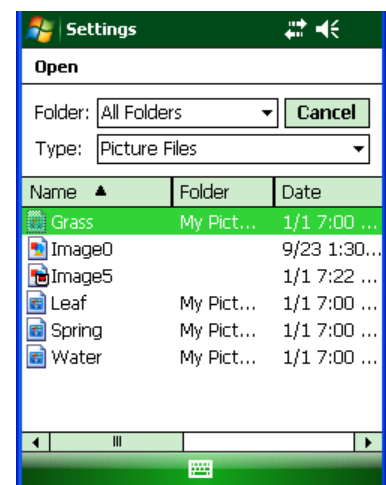 Settings
Open
Folder: All Folders Cancel
Type: Picture Files
Name Folder Date
Grass My Pict... 1/1 7:00 ...
Image0 9/23 1:30...
Image5 1/1 7:22 ...
Leaf My Pict... 1/1 7:00 ...
Spring My Pict... 1/1 7:00 ...
Water My Pict... 1/1 7:00 ...